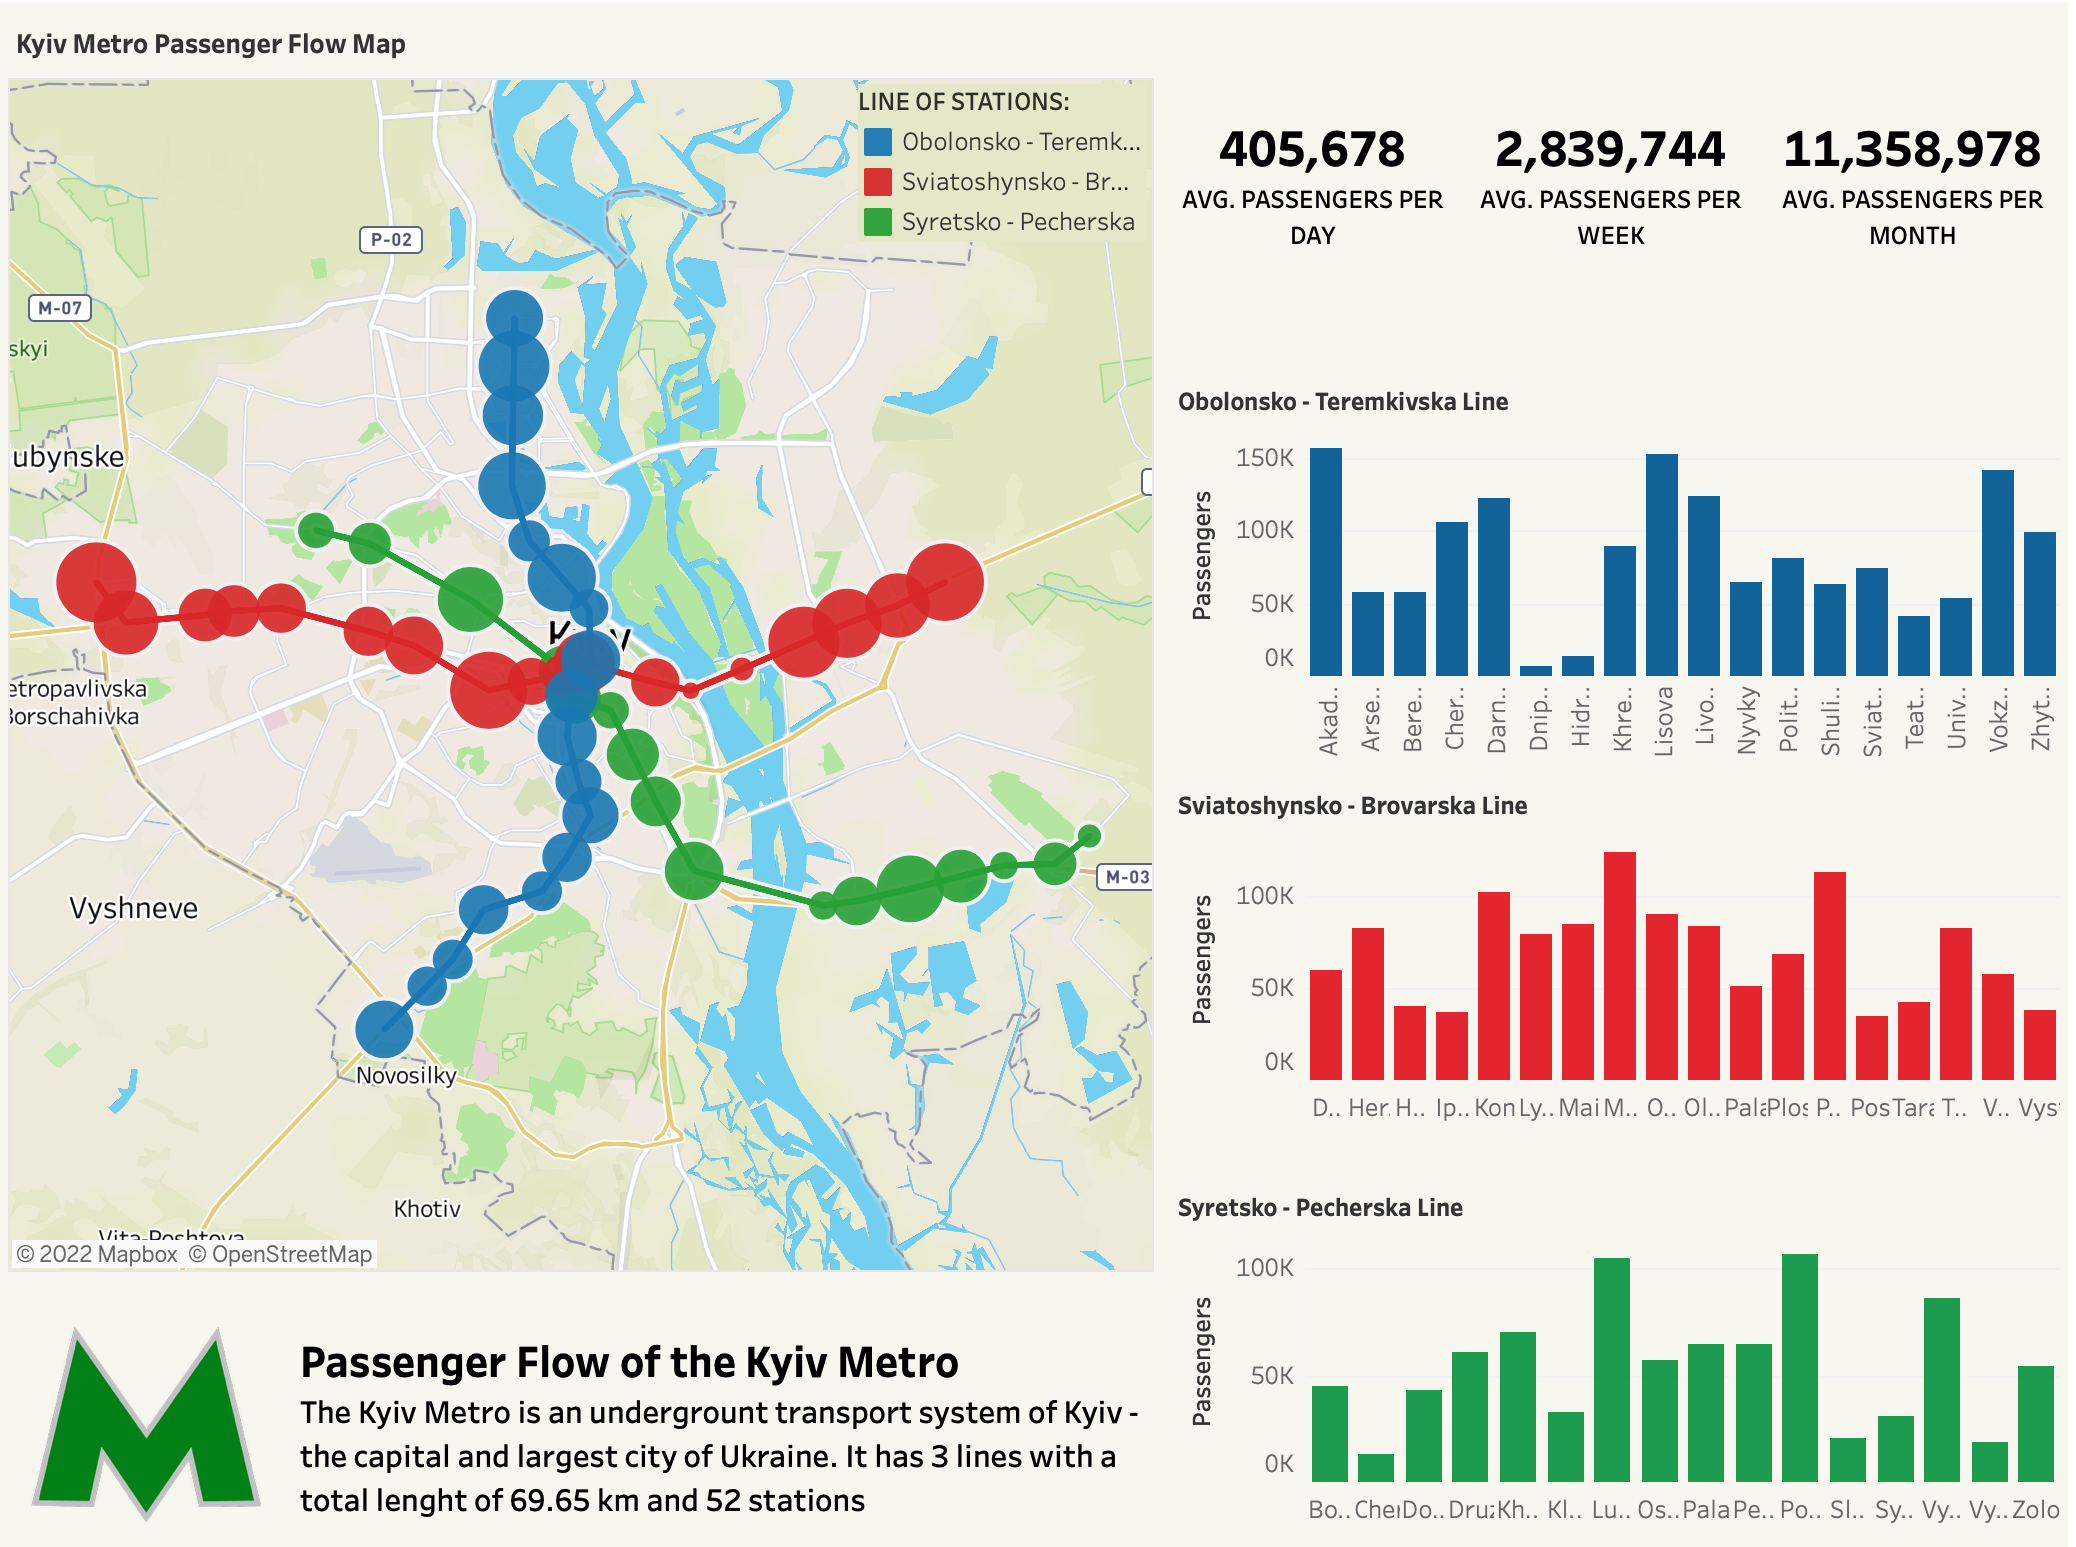 Kyiv Metro Passenger Flow Map
LINE OF STATIONS:
Obolonsko - Teremk...
Sviatoshynsko - Br...
Syretsko - Pecherska
P-02
M-07
skyi
ubynske
etropavlivska
Borschahivka
Vyshneve
M-03
Novosilky
Khotiv
Vita-Poshtova
© 2022 Mapbox © OpenStreetMap
405,678
AVG. PASSENGERS PER
DAY
2,839,744
AVG. PASSENGERS PER
WEEK
11,358,978
AVG. PASSENGERS PER
MONTH
Obolonsko - Teremkivska Line
Passengers
150K
100K
50K
0K
Akad..
Arse..
Bere..
Cher..
Darn..
Dnip..
Hidr..
Khre..
Lisova
Livo..
Nyvky
Polit..
Shuli..
Sviat..
Teat..
Univ..
Vokz..
Zhyt..
Sviatoshynsko - Brovarska Line
Passengers
100K
50K
0K
D.. Her. H.. Ip.. Kon Ly.. Mai M.. O.. Ol.. Pala Plos P.. Pos Tara T.. V.. Vys
Syretsko - Pecherska Line
Passengers
100K
50K
0K
Bo.. Cher Do.. Druz Kh.. Kl.. Lu.. Os.. Pala Pe.. Po.. Sl.. Sy.. Vy.. Vy.. Zolo
Passenger Flow of the Kyiv Metro
The Kyiv Metro is an undergrount transport system of Kyiv -
the capital and largest city of Ukraine. It has 3 lines with a
total lenght of 69.65 km and 52 stations